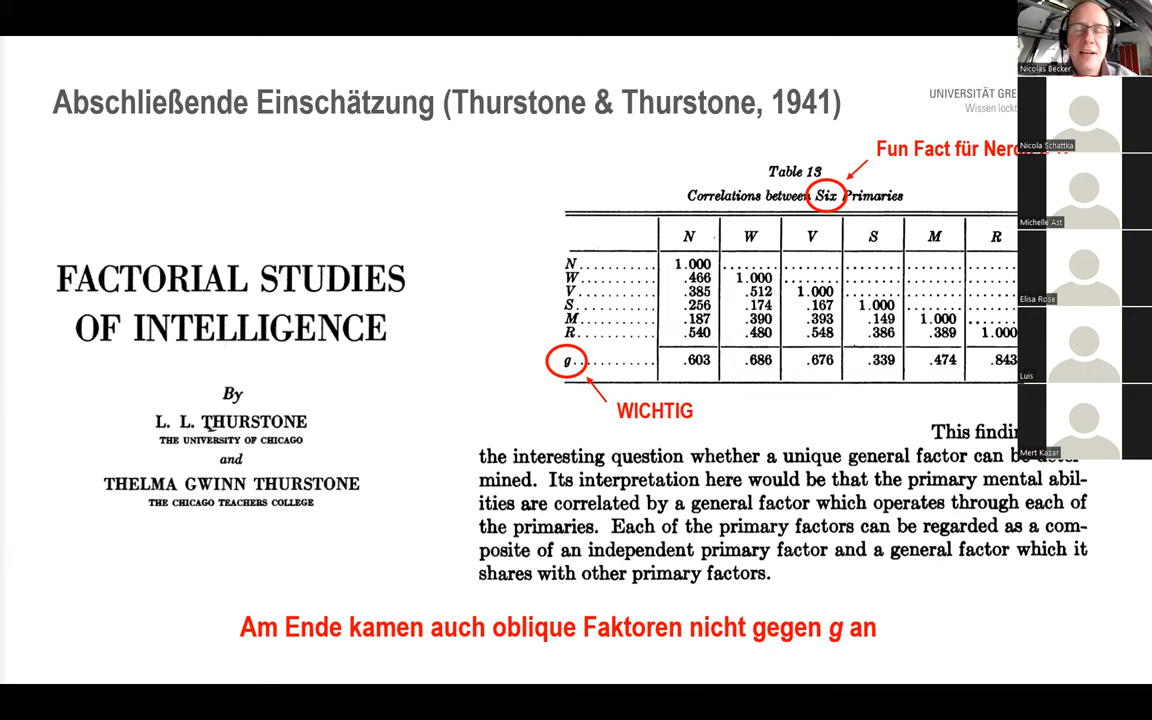 Abschließende Einschätzung (Thurstone & Thurstone, 1941)
UNIVERSITÄT GRE
Wissen lockt
Fun Fact für Nerd
FACTORIAL STUDIES
OF INTELLIGENCE
By
L. L. THURSTONE
THE UNIVERSITY OF CHICAGO
and
THELMA GWINN THURSTONE
THE CHICAGO TEACHERS COLLEGE
Table 13
Correlations between Six Primaries
N W V S M R
N 1.000
W .466 1.000
V .385 .512 1.000
S .256 .174 .167 1.000
M .187 .390 .393 .149 1.000
R .540 .480 .548 .386 .389 1.000
g .603 .686 .676 .339 .474 .843
WICHTIG
This findin
the interesting question whether a unique general factor can be deter-
mined. Its interpretation here would be that the primary mental abil-
ities are correlated by a general factor which operates through each of
the primaries. Each of the primary factors can be regarded as a com-
posite of an independent primary factor and a general factor which it
shares with other primary factors.
Am Ende kamen auch oblique Faktoren nicht gegen g an
Nicolas Becker
Nicola Schattka
Michelle Ast
Elisa Rose
Luis
Mert Kazar